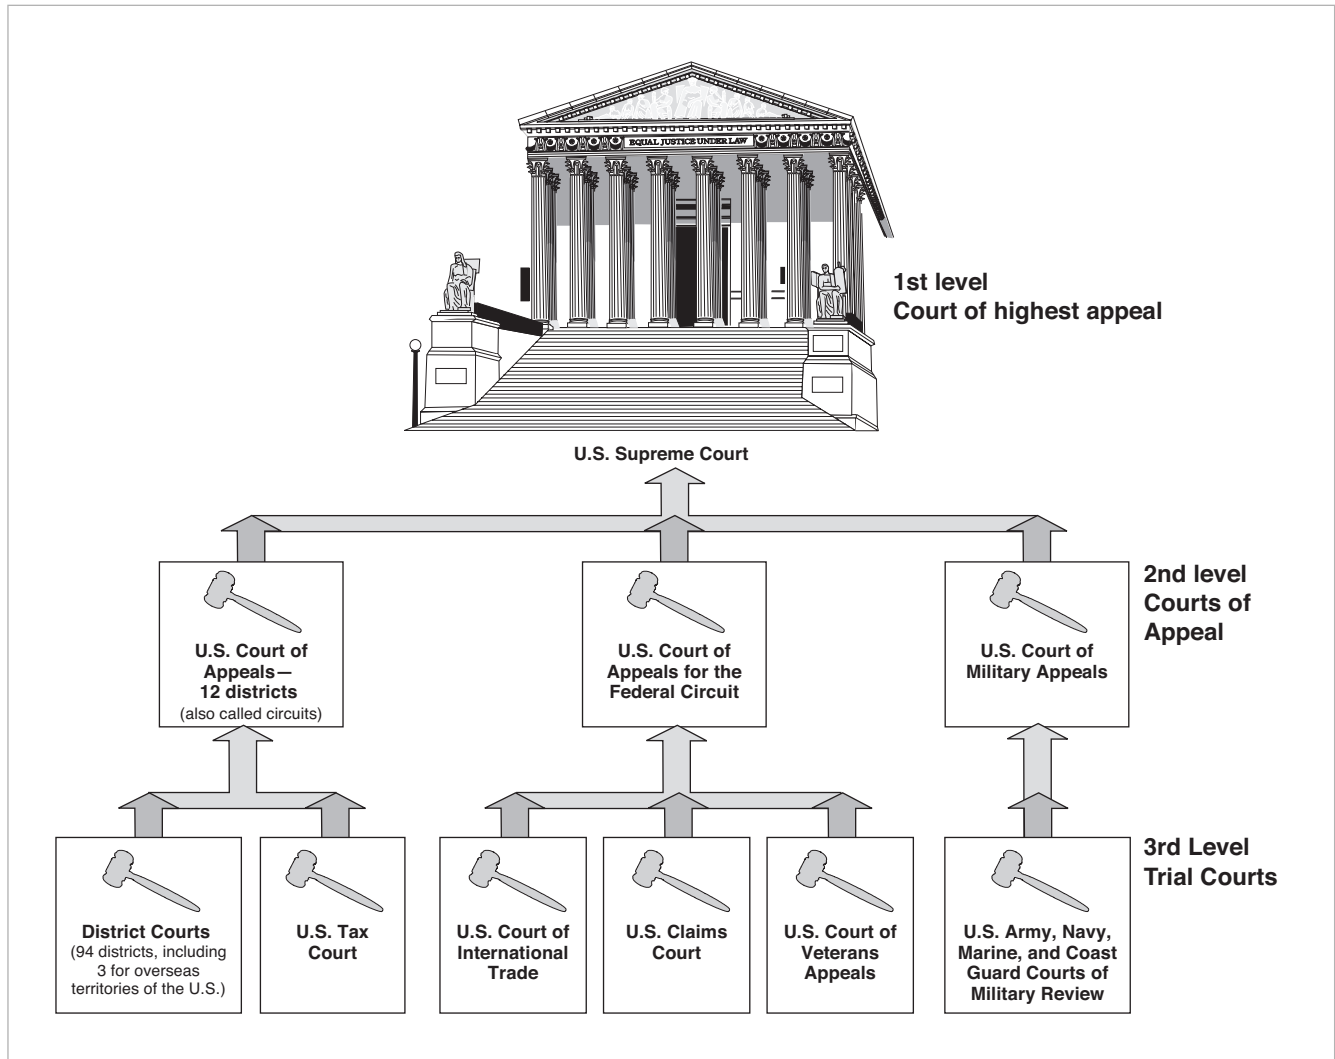 EQUAL JUSTICE UNDER LAW
1st level
Court of highest appeal
U.S. Supreme Court
U.S. Court of
Appeals—
12 districts
(also called circuits)
U.S. Court of
Appeals for the
Federal Circuit
U.S. Court of
Military Appeals
2nd level
Courts of
Appeal
District Courts
(94 districts, including
3 for overseas
territories of the U.S.)
U.S. Tax
Court
U.S. Court of
International
Trade
U.S. Claims
Court
U.S. Court of
Veterans
Appeals
U.S. Army, Navy,
Marine, and Coast
Guard Courts of
Military Review
3rd Level
Trial Courts